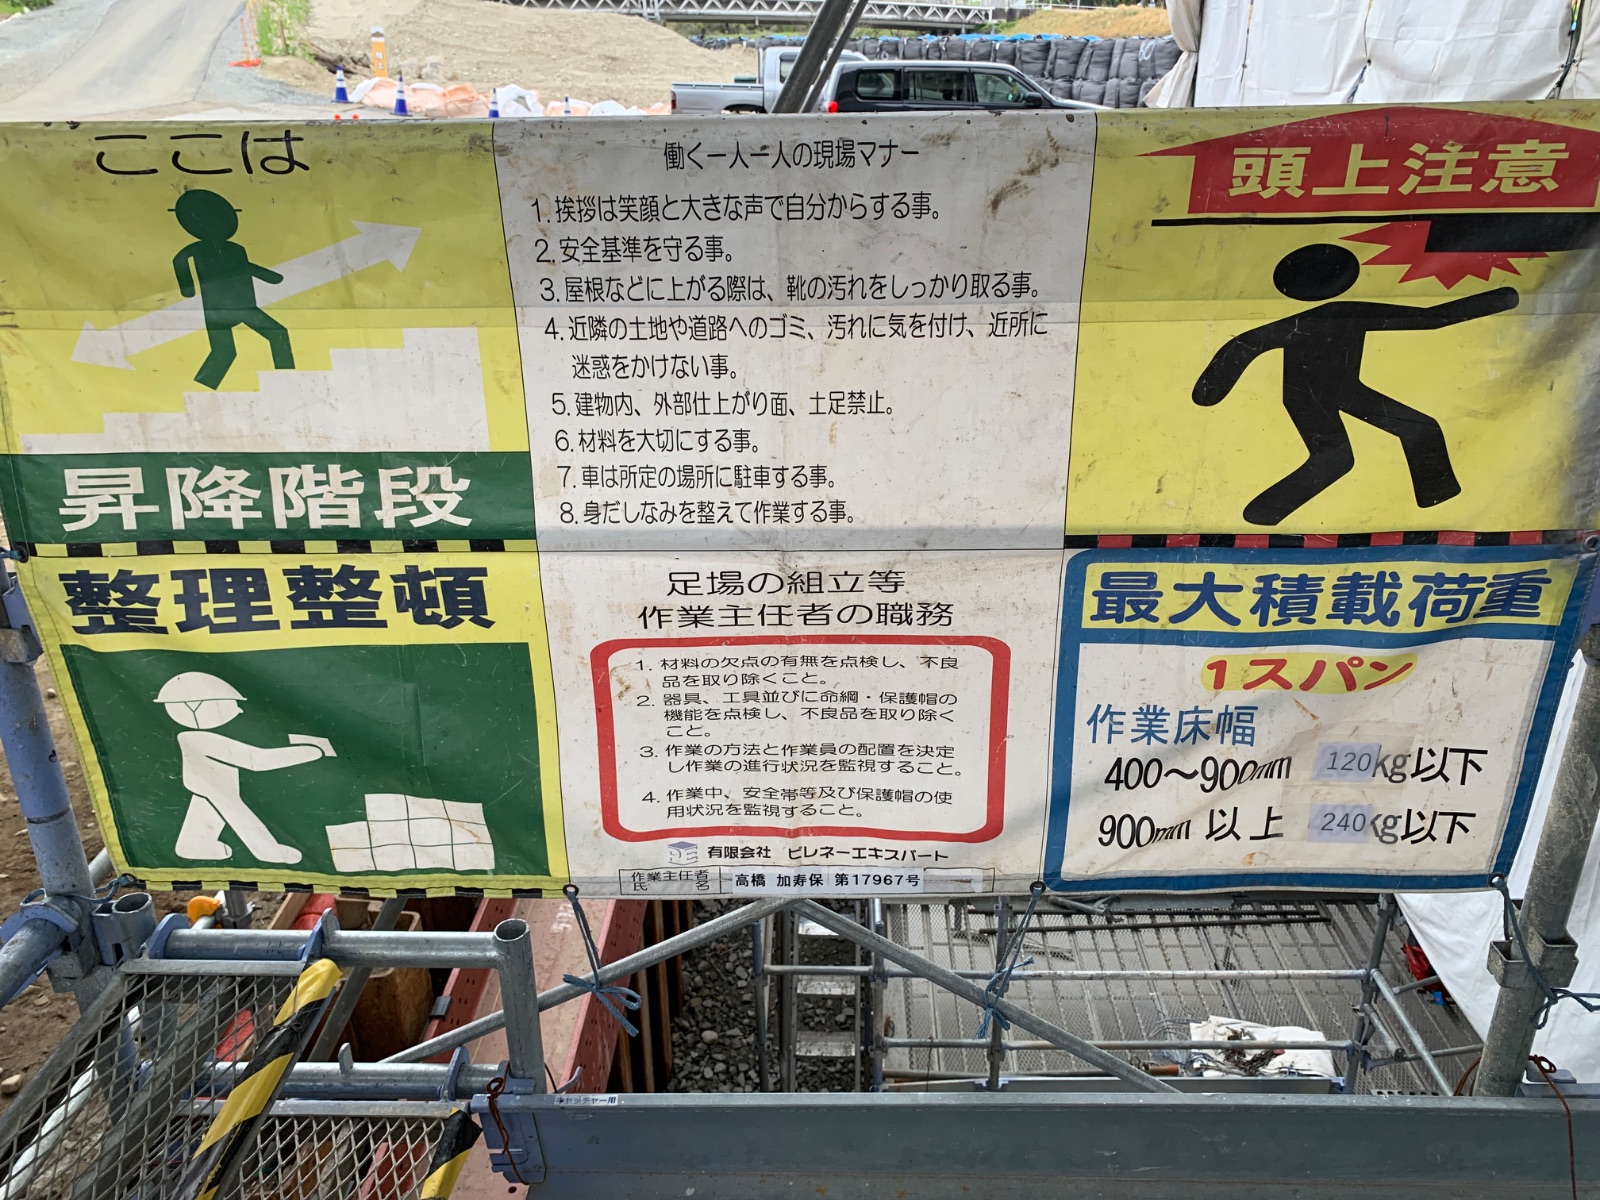 ここは
昇降階段
整理整頓
働く一人一人の現場マナー
1. 挨拶は笑顔と大きな声で自分からする事。
2. 安全基準を守る事。
3. 屋根などに上がる際は、靴の汚れをしっかり取る事。
4. 近隣の土地や道路へのゴミ、汚れに気を付け、近所に
迷惑をかけない事。
5. 建物内、外部仕上がり面、土足禁止。
6. 材料を大切にする事。
7. 車は所定の場所に駐車する事。
8. 身だしなみを整えて作業する事。
足場の組立等
作業主任者の職務
1. 材料の欠点の有無を点検し、不良
品を取り除くこと。
2. 器具、工具並びに命綱・保護帽の
機能を点検し、不良品を取り除く
こと。
3. 作業の方法と作業員の配置を決定
し作業の進行状況を監視すること。
4. 作業中、安全帯等及び保護帽の使
用状況を監視すること。
有限会社 ピレネーエキスパート
作業主任者
氏名
高橋 加寿保 第17967号
頭上注意
最大積載荷重
1スパン
作業床幅
400～900mm 120kg以下
900mm 以上 240kg以下